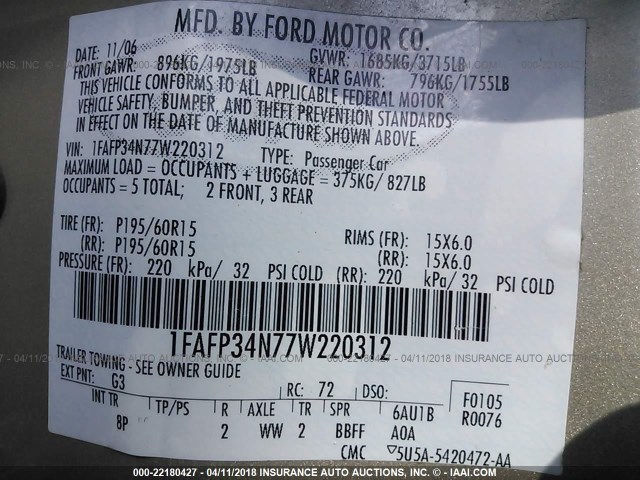 MFD. BY FORD MOTOR CO.
DATE: 11/06 GVWR: 1685KG/3715LB
FRONT GAWR: 896KG/1975LB REAR GAWR: 796KG/1755LB
THIS VEHICLE CONFORMS TO ALL APPLICABLE FEDERAL MOTOR
VEHICLE SAFETY, BUMPER, AND THEFT PREVENTION STANDARDS
IN EFFECT ON THE DATE OF MANUFACTURE SHOWN ABOVE.
VIN: 1FAFP34N77W220312 TYPE: Passenger Car
MAXIMUM LOAD = OCCUPANTS + LUGGAGE = 375KG/ 827LB
OCCUPANTS = 5 TOTAL; 2 FRONT, 3 REAR
TIRE (FR): P195/60R15 RIMS (FR): 15X6.0
(RR): P195/60R15 (RR): 15X6.0
PRESSURE (FR): 220 kPa/ 32 PSI COLD (RR): 220 kPa/ 32 PSI COLD
1FAFP34N77W220312
TRAILER TOWING - SEE OWNER GUIDE
EXT PNT: G3 RC: 72 DSO: F0105
INT TR TP/PS R AXLE TR SPR 6AU1B R0076
8P 2 WW 2 BBFF A0A
CMC ▽5U5A-5420472-AA
000-22180427 - 04/11/2018 - INSURANCE AUTO AUCTIONS, INC. - © IAAI.COM